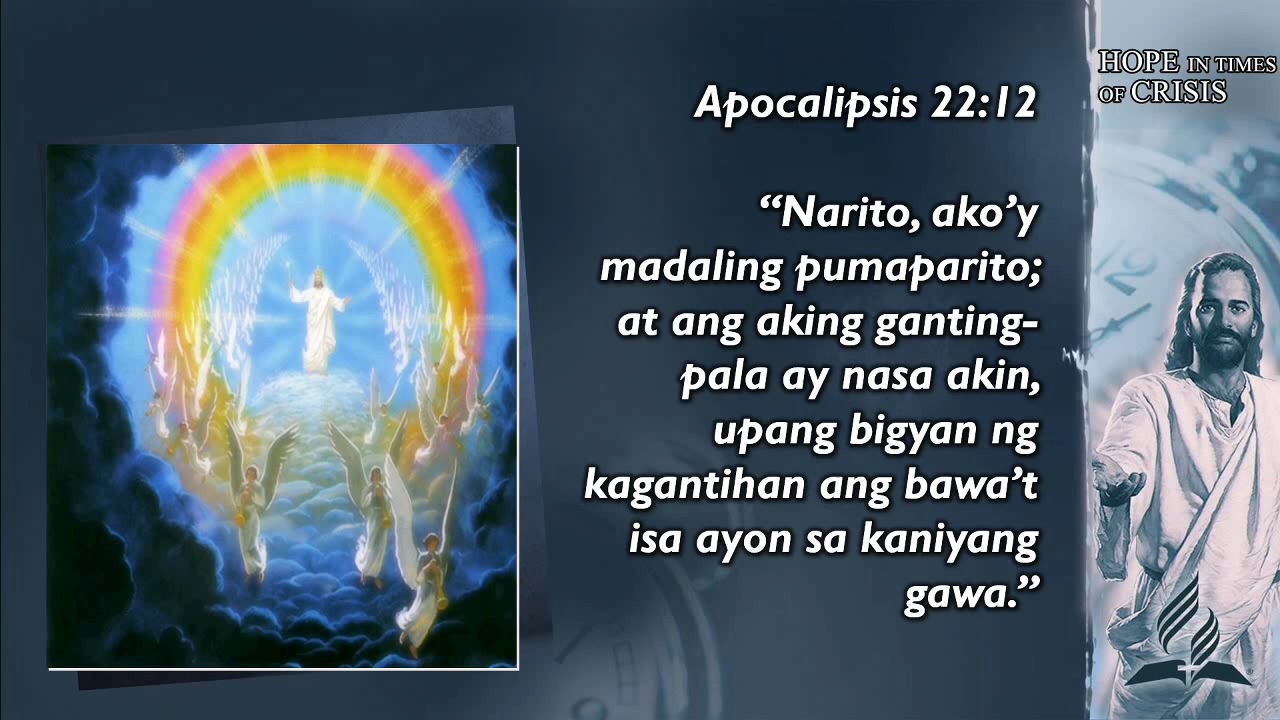 Apocalipsis 22:12
“Narito, ako’y
madaling pumaparito;
at ang aking ganting-
pala ay nasa akin,
upang bigyan ng
kagantihan ang bawa’t
isa ayon sa kaniyang
gawa.”
HOPE IN TIMES
OF CRISIS
12